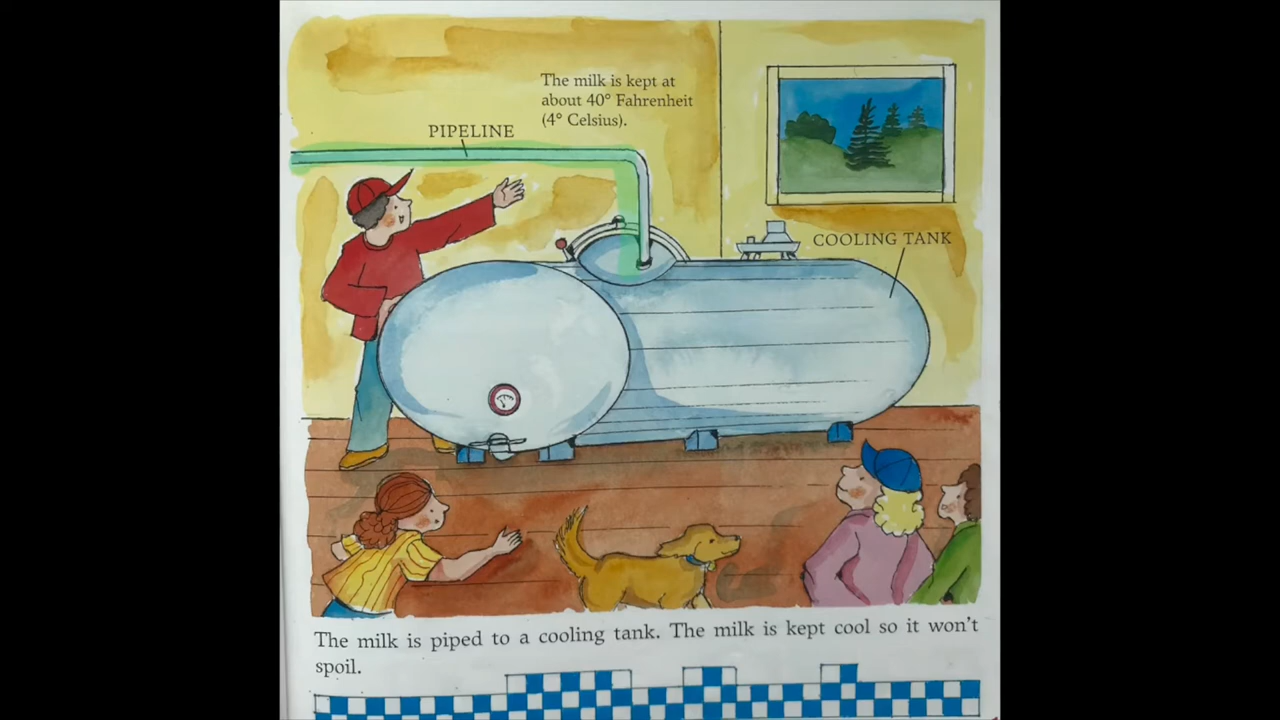 The milk is kept at
about 40° Fahrenheit
(4° Celsius).
PIPELINE
COOLING TANK
The milk is piped to a cooling tank. The milk is kept cool so it won't
spoil.